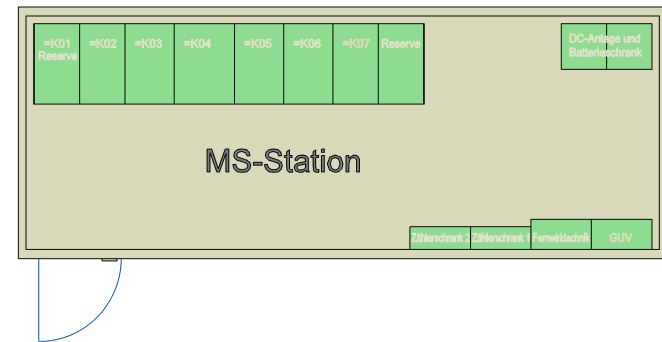 =K01 =K02 =K03 =K04 =K05 =K06 =K07 Reserve
Reserve
DC-Anlage und
Batterieschrank
MS-Station
Zählerschrank 2 Zählerschrank 1 Fernwirktechnik GUV